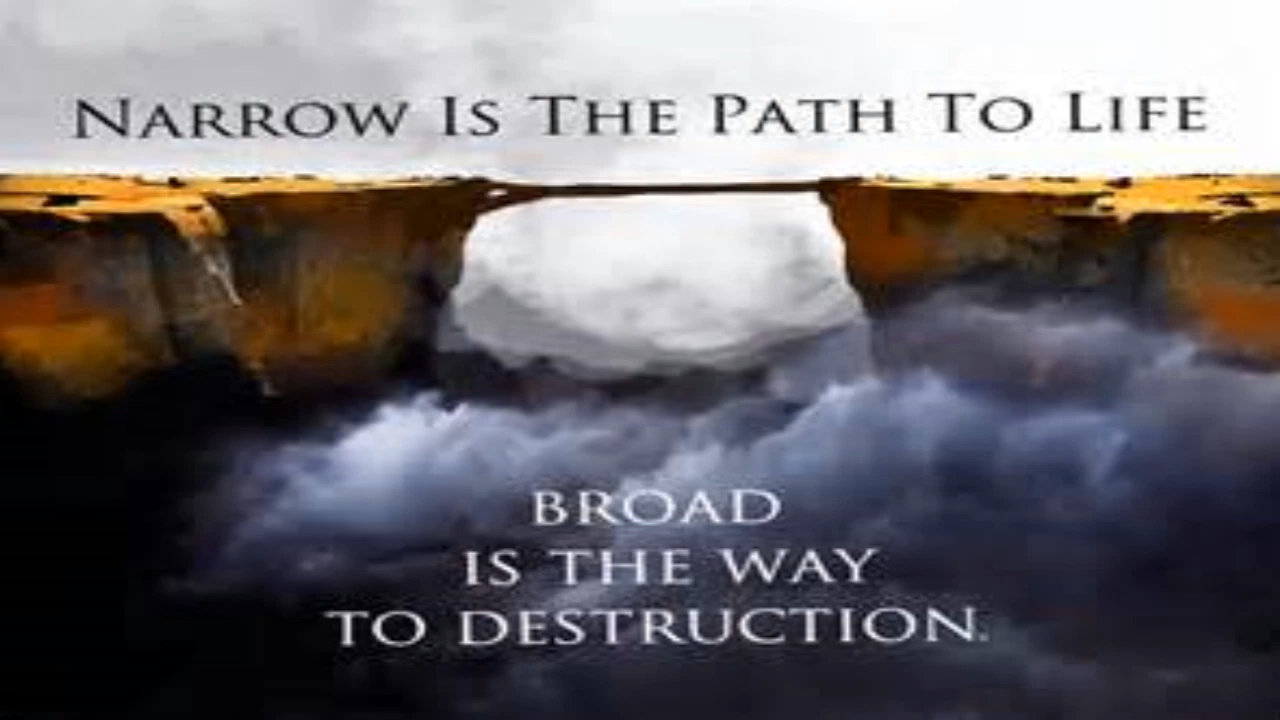 Narrow Is The Path To Life
BROAD
IS THE WAY
TO DESTRUCTION.